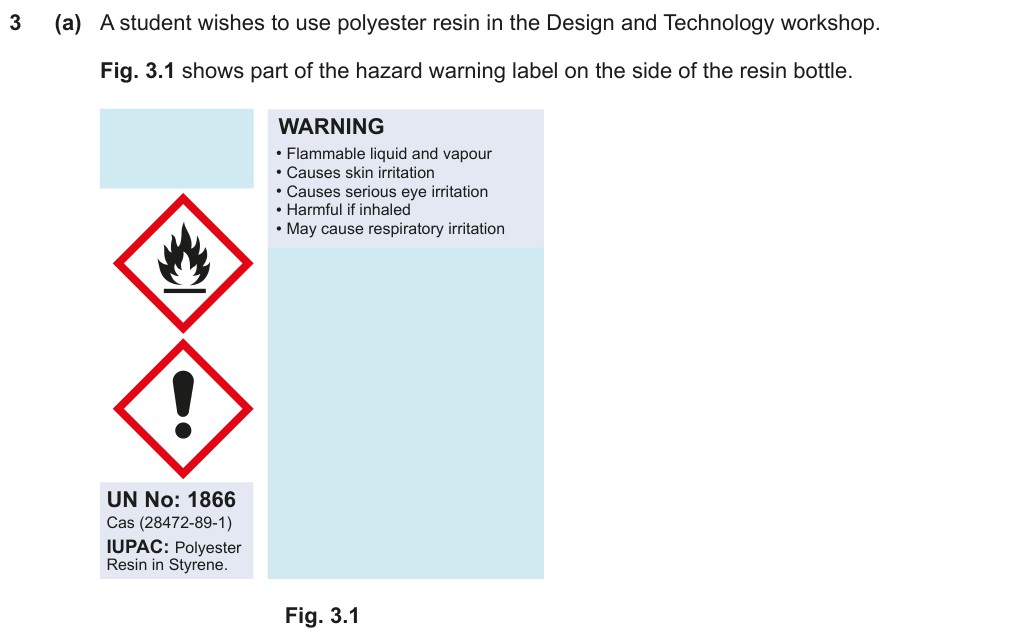 3 (a) A student wishes to use polyester resin in the Design and Technology workshop.
Fig. 3.1 shows part of the hazard warning label on the side of the resin bottle.
WARNING
• Flammable liquid and vapour
• Causes skin irritation
• Causes serious eye irritation
• Harmful if inhaled
• May cause respiratory irritation
UN No: 1866
Cas (28472-89-1)
IUPAC: Polyester
Resin in Styrene.
Fig. 3.1